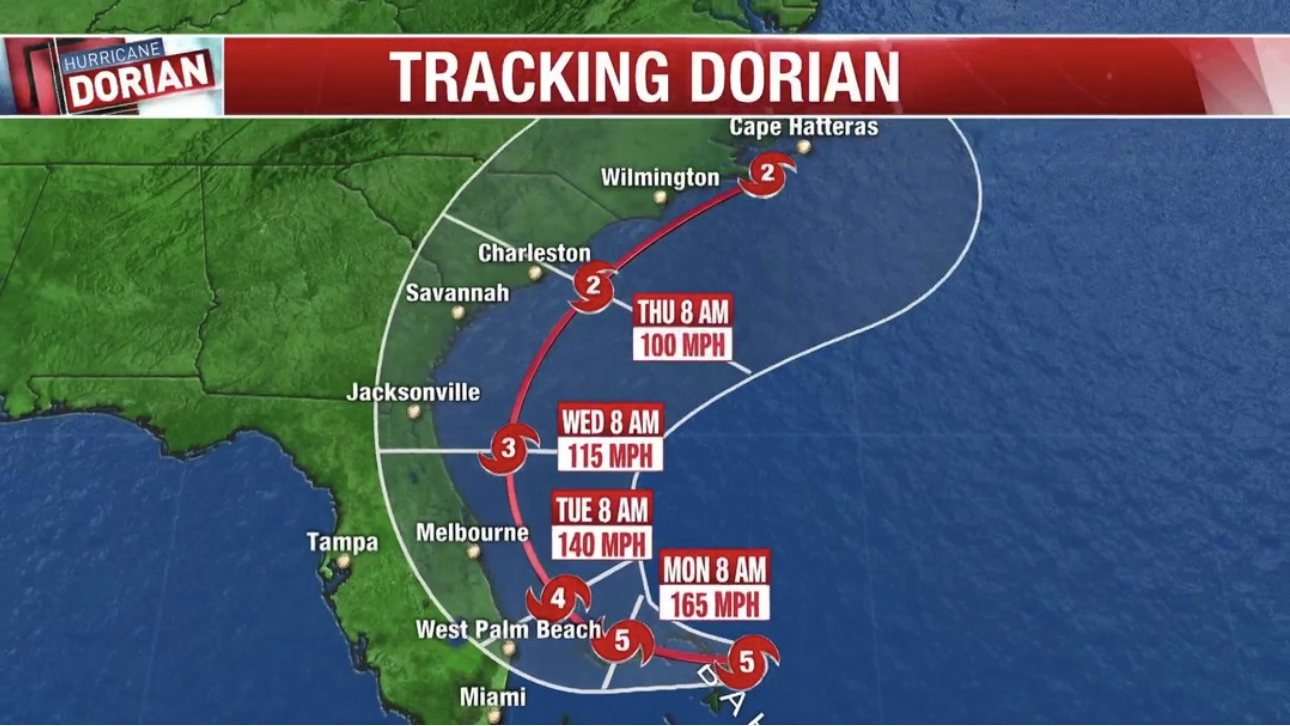 HURRICANE
DORIAN
TRACKING DORIAN
Cape Hatteras
2
Wilmington
Charleston
2
Savannah
THU 8 AM
100 MPH
Jacksonville
WED 8 AM
115 MPH
3
TUE 8 AM
140 MPH
Melbourne
Tampa
MON 8 AM
165 MPH
4
West Palm Beach
5
5
Miami